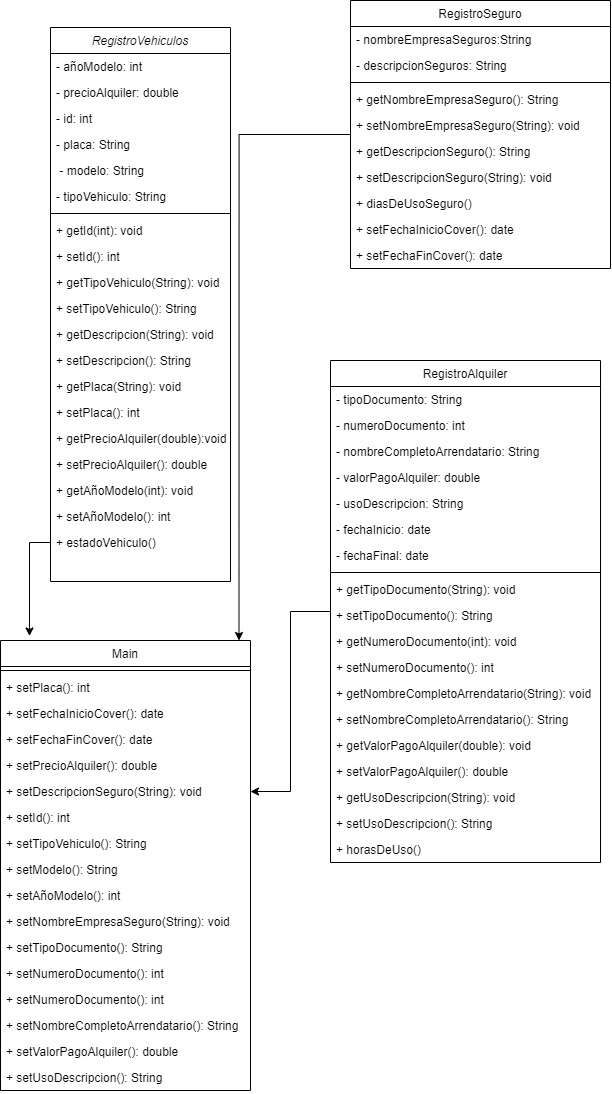 RegistroVehiculos
- añoModelo: int
- precioAlquiler: double
- id: int
- placa: String
- modelo: String
- tipoVehiculo: String
+ getId(int): void
+ setId(): int
+ getTipoVehiculo(String): void
+ setTipoVehiculo(): String
+ getDescripcion(String): void
+ setDescripcion(): String
+ getPlaca(String): void
+ setPlaca(): int
+ getPrecioAlquiler(double):void
+ setPrecioAlquiler(): double
+ getAñoModelo(int): void
+ setAñoModelo(): int
+ estadoVehiculo()
RegistroSeguro
- nombreEmpresaSeguros:String
- descripcionSeguros: String
+ getNombreEmpresaSeguro(): String
+ setNombreEmpresaSeguro(String): void
+ getDescripcionSeguro(): String
+ setDescripcionSeguro(String): void
+ diasDeUsoSeguro()
+ setFechaInicioCover(): date
+ setFechaFinCover(): date
RegistroAlquiler
- tipoDocumento: String
- numeroDocumento: int
- nombreCompletoArrendatario: String
- valorPagoAlquiler: double
- usoDescripcion: String
- fechaInicio: date
- fechaFinal: date
+ getTipoDocumento(String): void
+ setTipoDocumento(): String
+ getNumeroDocumento(int): void
+ setNumeroDocumento(): int
+ getNombreCompletoArrendatario(String): void
+ setNombreCompletoArrendatario(): String
+ getValorPagoAlquiler(double): void
+ setValorPagoAlquiler(): double
+ getUsoDescripcion(String): void
+ setUsoDescripcion(): String
+ horasDeUso()
Main
+ setPlaca(): int
+ setFechaInicioCover(): date
+ setFechaFinCover(): date
+ setPrecioAlquiler(): double
+ setDescripcionSeguro(String): void
+ setId(): int
+ setTipoVehiculo(): String
+ setModelo(): String
+ setAñoModelo(): int
+ setNombreEmpresaSeguro(String): void
+ setTipoDocumento(): String
+ setNumeroDocumento(): int
+ setNumeroDocumento(): int
+ setNombreCompletoArrendatario(): String
+ setValorPagoAlquiler(): double
+ setUsoDescripcion(): String